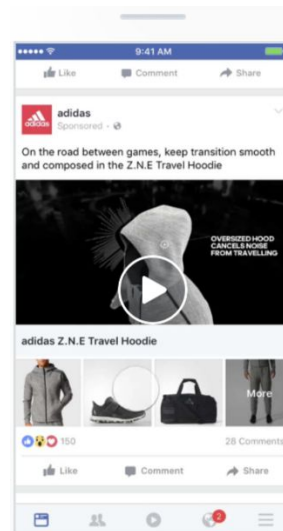 9:41 AM
Like Comment Share
adidas
adidas
Sponsored ·
On the road between games, keep transition smooth
and composed in the Z.N.E Travel Hoodie
OVERSIZED HOOD
CANCELS NOISE
FROM TRAVELLING
adidas Z.N.E Travel Hoodie
More
150 28 Comments
Like Comment Share
2